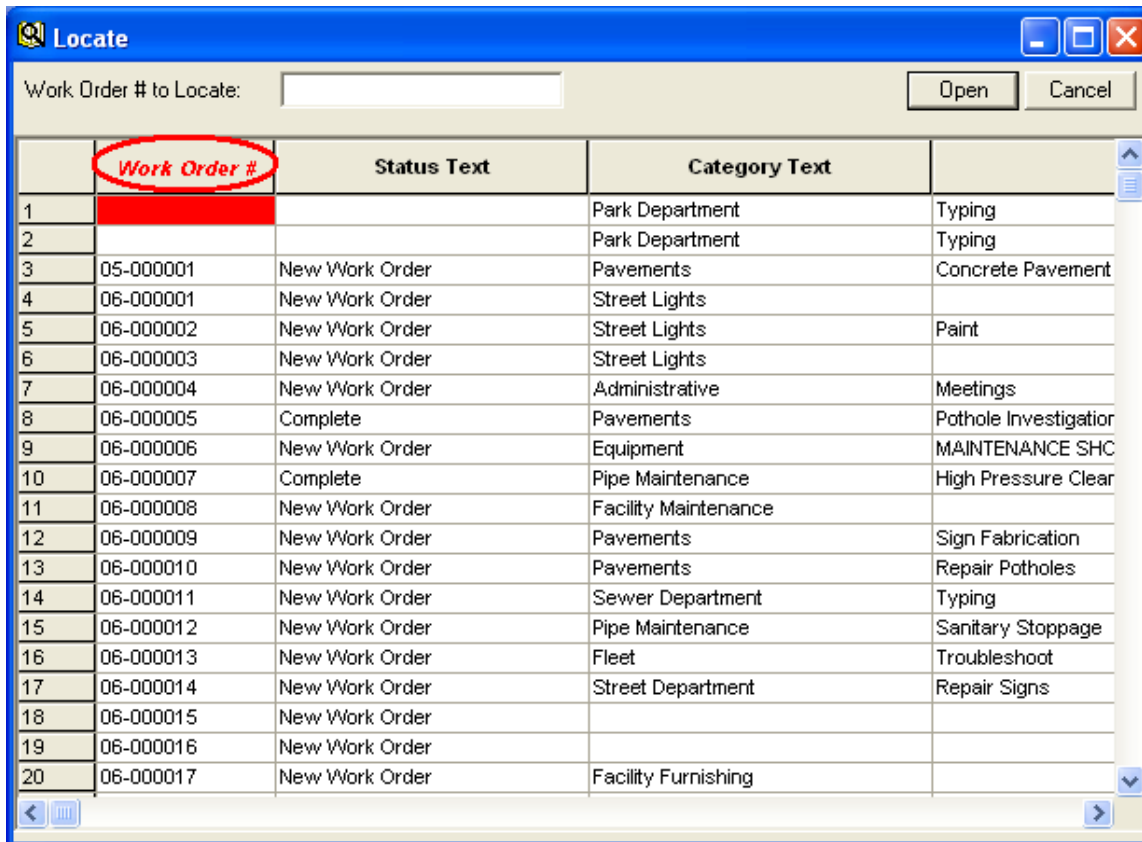 Locate
Work Order # to Locate: Open Cancel
Work Order # Status Text Category Text
1 Park Department Typing
2 Park Department Typing
3 05-000001 New Work Order Pavements Concrete Pavement
4 06-000001 New Work Order Street Lights
5 06-000002 New Work Order Street Lights Paint
6 06-000003 New Work Order Street Lights
7 06-000004 New Work Order Administrative Meetings
8 06-000005 Complete Pavements Pothole Investigation
9 06-000006 New Work Order Equipment MAINTENANCE SHO
10 06-000007 Complete Pipe Maintenance High Pressure Clear
11 06-000008 New Work Order Facility Maintenance
12 06-000009 New Work Order Pavements Sign Fabrication
13 06-000010 New Work Order Pavements Repair Potholes
14 06-000011 New Work Order Sewer Department Typing
15 06-000012 New Work Order Pipe Maintenance Sanitary Stoppage
16 06-000013 New Work Order Fleet Troubleshoot
17 06-000014 New Work Order Street Department Repair Signs
18 06-000015 New Work Order
19 06-000016 New Work Order
20 06-000017 New Work Order Facility Furnishing